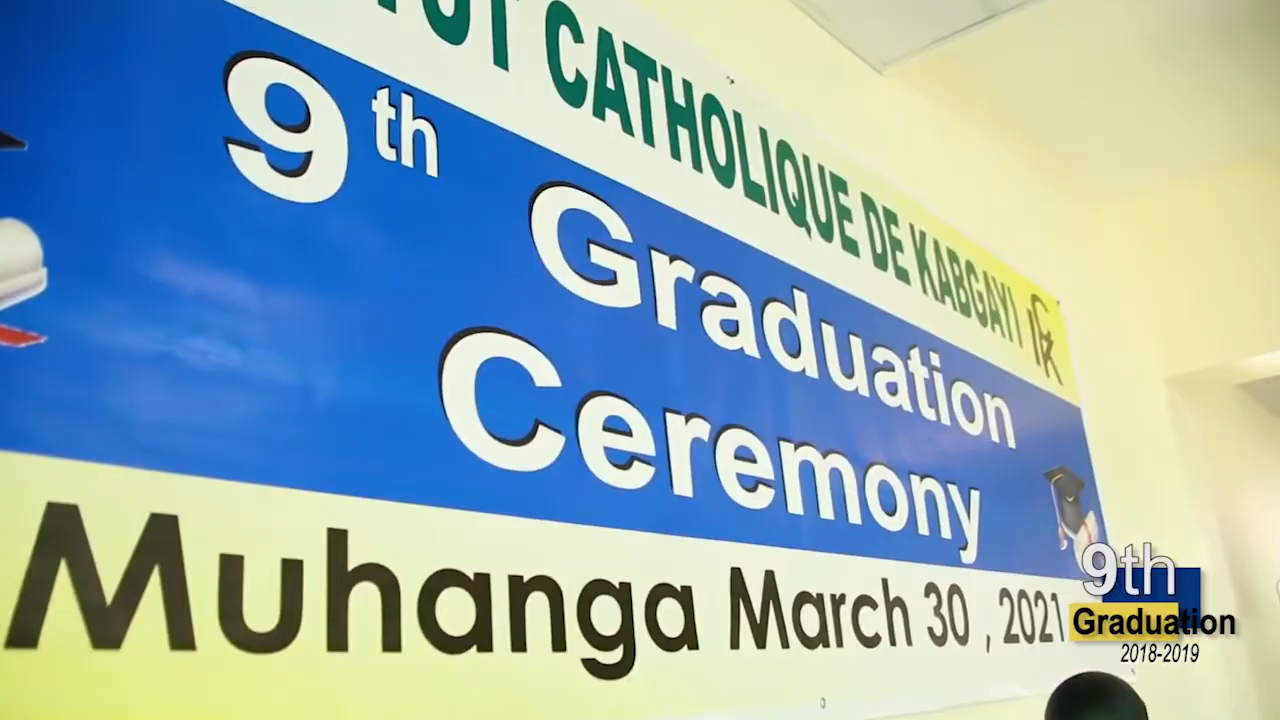 CATHOLIQUE DE KABGAYI
9th
Graduation
Ceremony
Muhanga March 30 , 2021
9th
Graduation
2018-2019